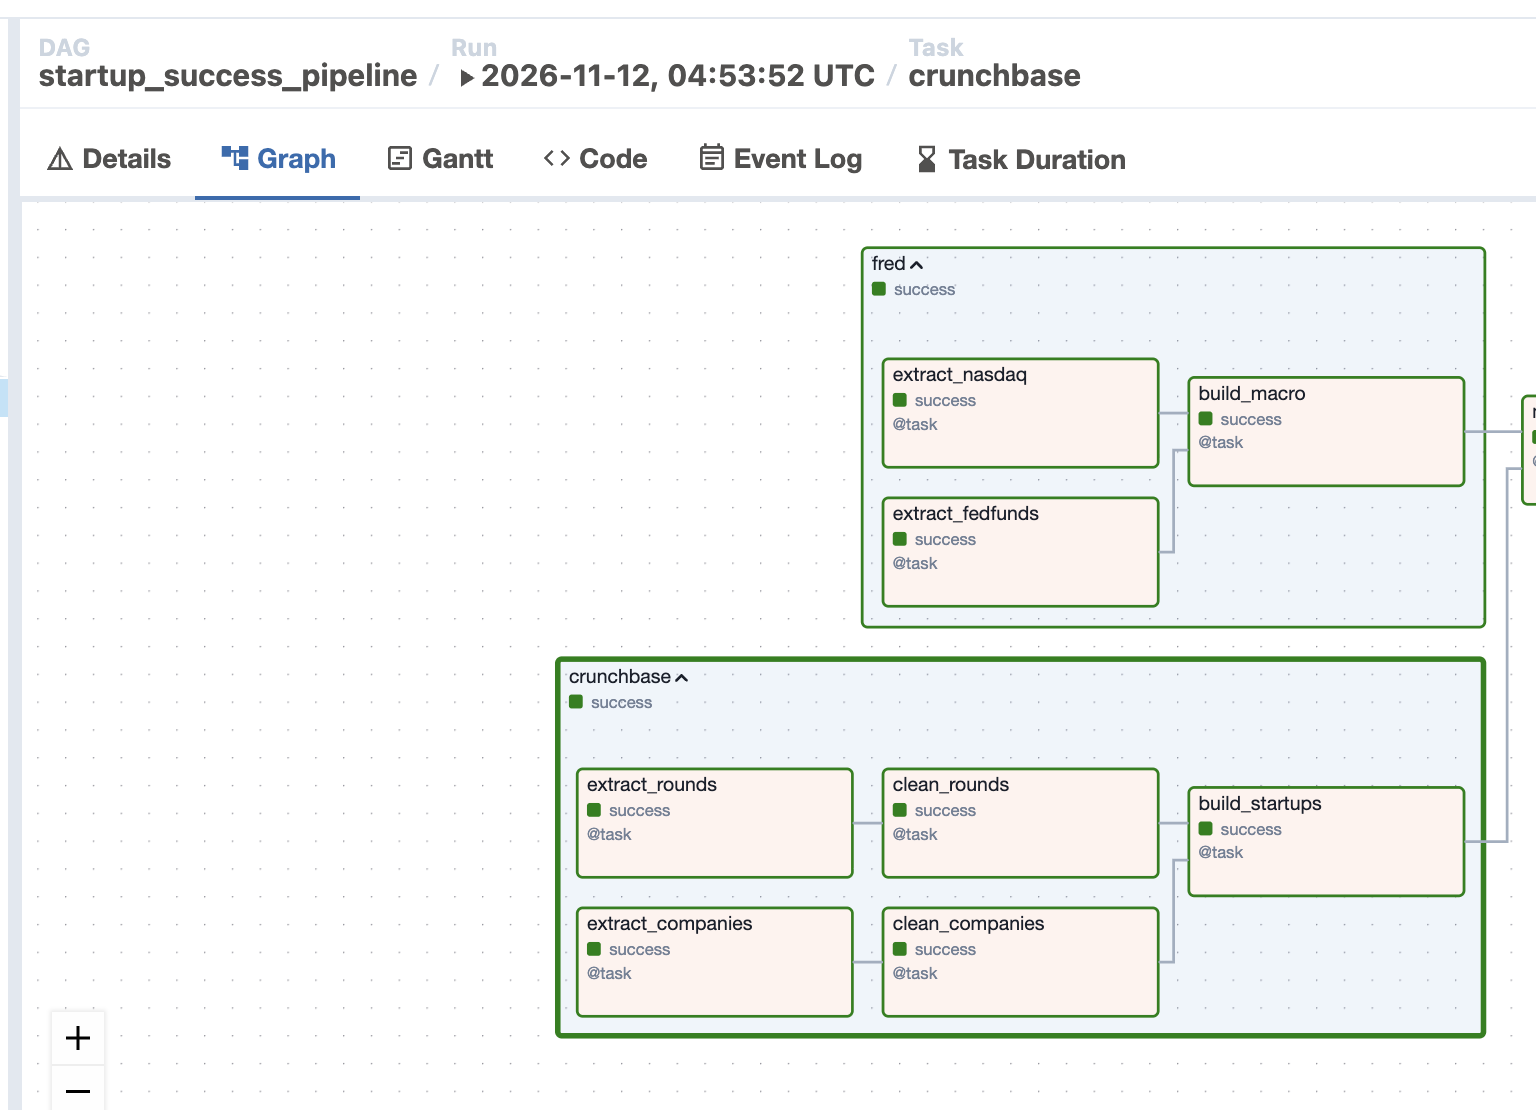 DAG
startup_success_pipeline
/
Run
2026-11-12, 04:53:52 UTC
/
Task
crunchbase
Details
Graph
Gantt
Code
Event Log
Task Duration
fred
success
extract_nasdaq
success
@task
build_macro
success
@task
extract_fedfunds
success
@task
crunchbase
success
extract_rounds
success
@task
clean_rounds
success
@task
build_startups
success
@task
extract_companies
success
@task
clean_companies
success
@task